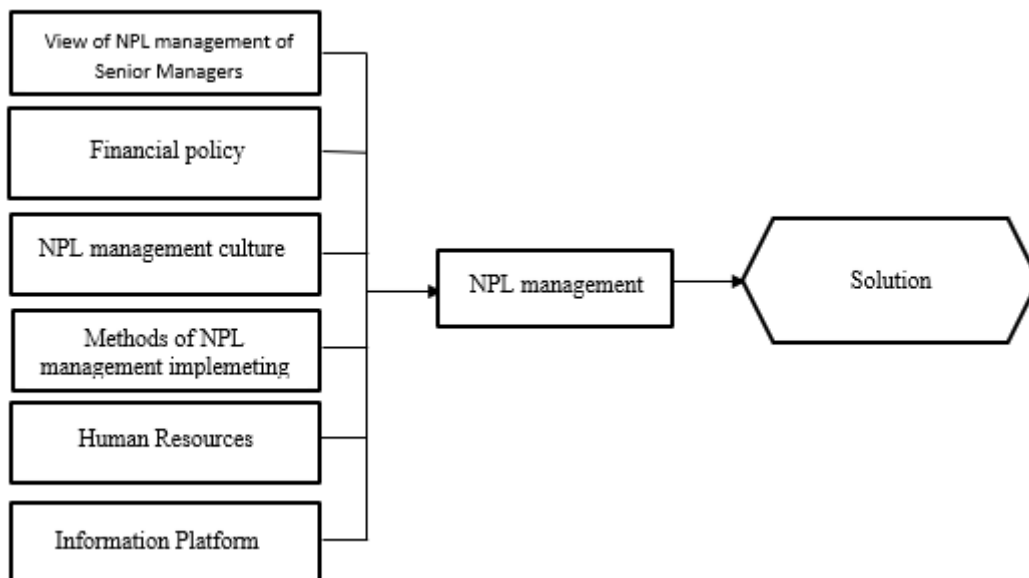 View of NPL management of
Senior Managers
Financial policy
NPL management culture
Methods of NPL
management implemeting
Human Resources
Information Platform
NPL management
Solution